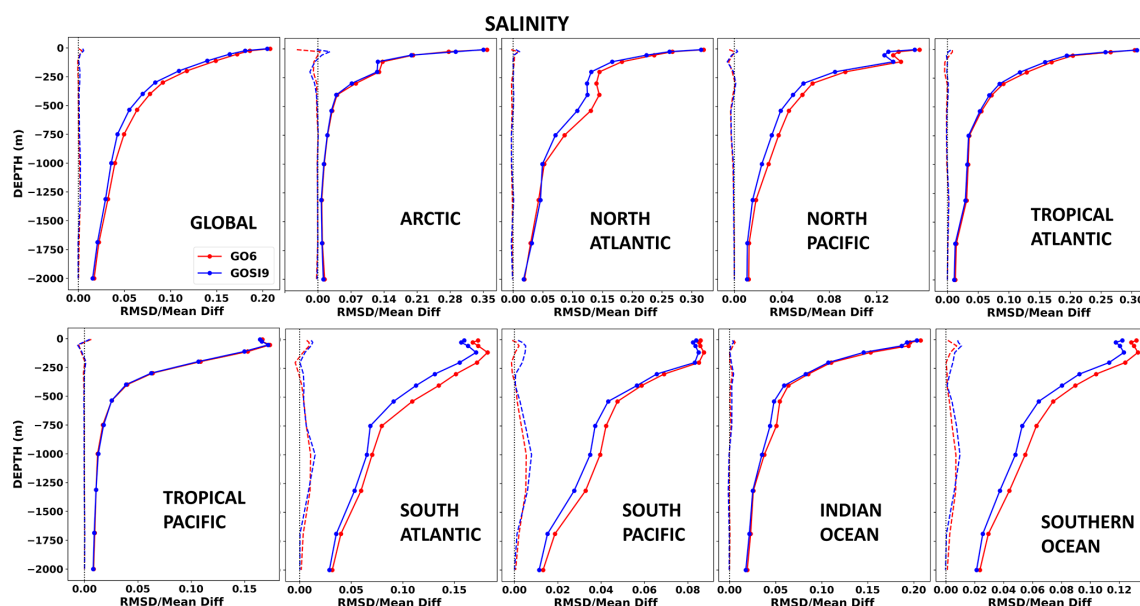 SALINITY
DEPTH (m)
0
−250
−500
−750
−1000
−1250
−1500
−1750
−2000
GLOBAL
GO6
GOSI9
0.00 0.05 0.10 0.15 0.20
RMSD/Mean Diff
ARCTIC
0.00 0.07 0.14 0.21 0.28 0.35
RMSD/Mean Diff
NORTH
ATLANTIC
0.00 0.05 0.10 0.15 0.20 0.25 0.30
RMSD/Mean Diff
NORTH
PACIFIC
0.00 0.04 0.08 0.12
RMSD/Mean Diff
TROPICAL
ATLANTIC
0.00 0.05 0.10 0.15 0.20 0.25 0.30
RMSD/Mean Diff
DEPTH (m)
0
−250
−500
−750
−1000
−1250
−1500
−1750
−2000
TROPICAL
PACIFIC
0.00 0.05 0.10 0.15
RMSD/Mean Diff
SOUTH
ATLANTIC
0.00 0.05 0.10 0.15
RMSD/Mean Diff
SOUTH
PACIFIC
0.00 0.02 0.04 0.06 0.08
RMSD/Mean Diff
INDIAN
OCEAN
0.00 0.05 0.10 0.15 0.20
RMSD/Mean Diff
SOUTHERN
OCEAN
0.00 0.02 0.04 0.06 0.08 0.10 0.12
RMSD/Mean Diff